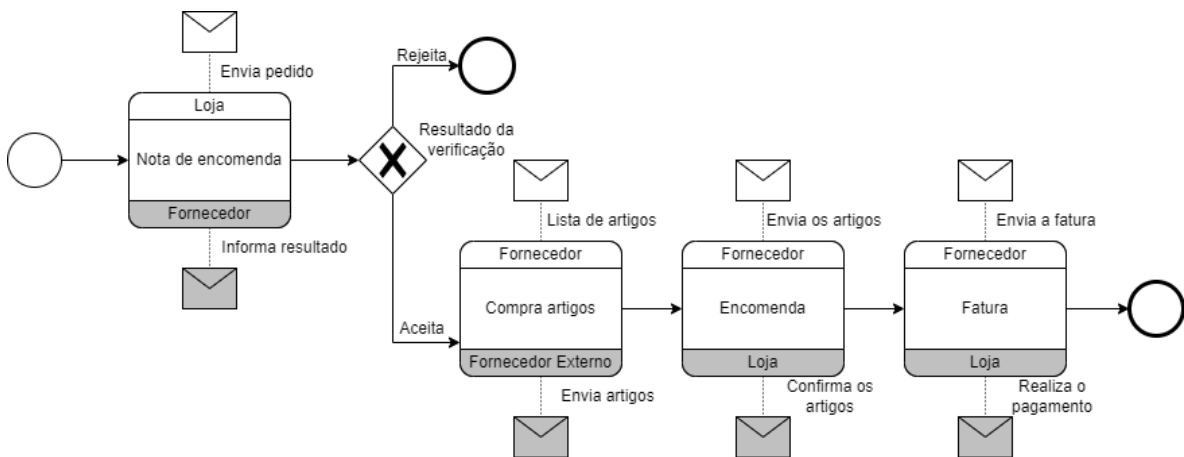 Envia pedido
Loja
Nota de encomenda
Fornecedor
Informa resultado
Rejeita
Resultado da
verificação
Aceita
Lista de artigos
Fornecedor
Compra artigos
Fornecedor Externo
Envia artigos
Envia os artigos
Fornecedor
Encomenda
Loja
Confirma os
artigos
Envia a fatura
Fornecedor
Fatura
Loja
Realiza o
pagamento